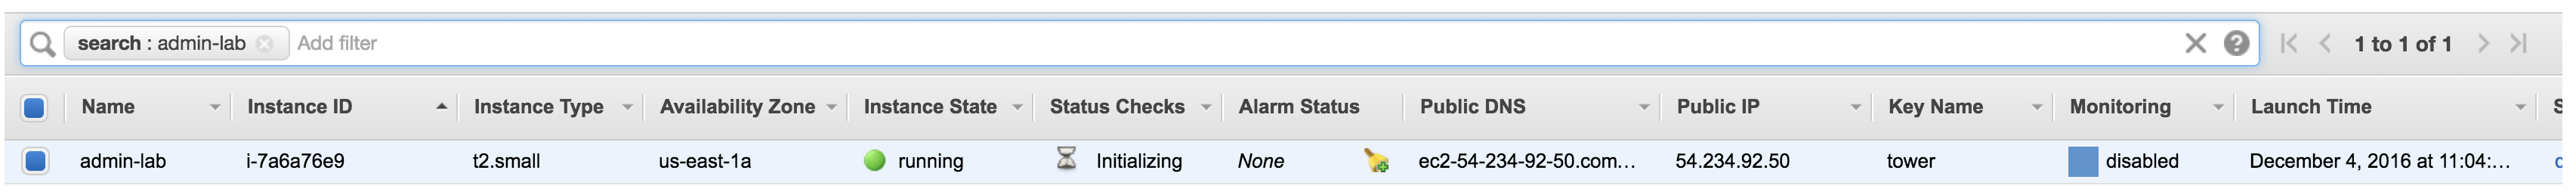 search : admin-lab Add filter 1 to 1 of 1
Name Instance ID Instance Type Availability Zone Instance State Status Checks Alarm Status Public DNS Public IP Key Name Monitoring Launch Time
admin-lab i-7a6a76e9 t2.small us-east-1a running Initializing None ec2-54-234-92-50.com... 54.234.92.50 tower disabled December 4, 2016 at 11:04:...